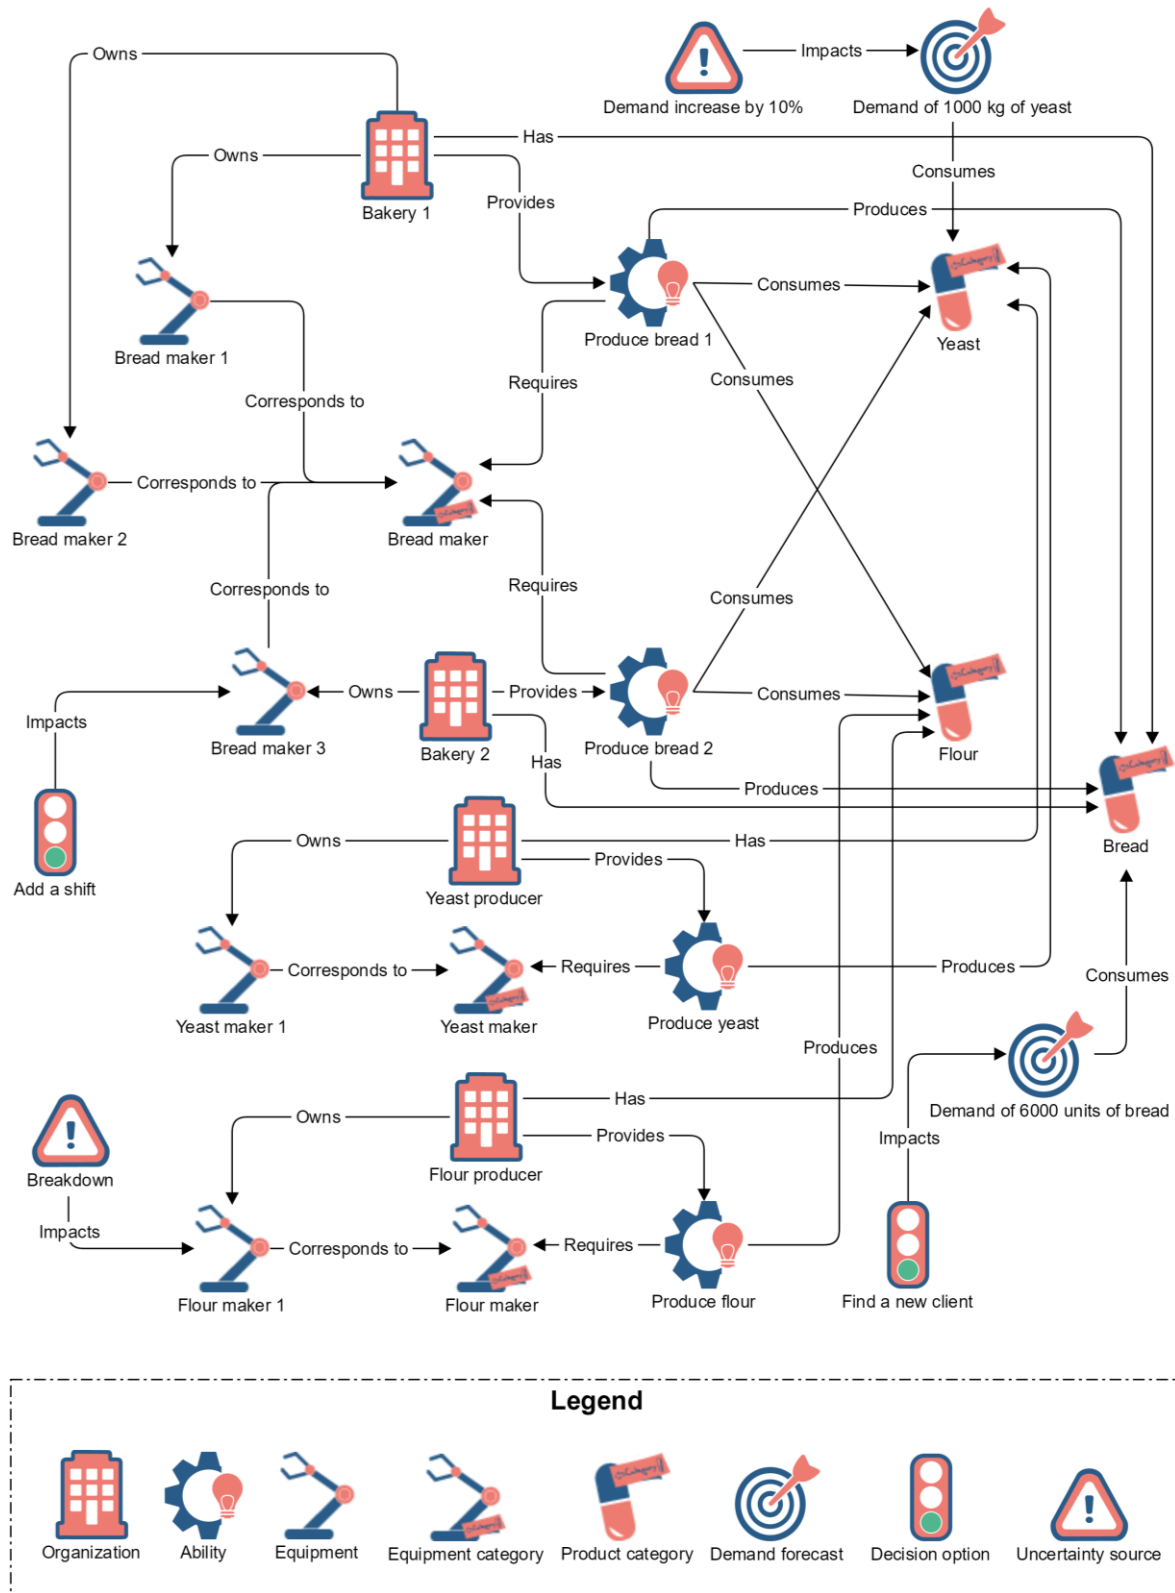 Owns
Impacts
Demand increase by 10%
Demand of 1000 kg of yeast
Has
Owns
Consumes
Provides
Produces
Bakery 1
Consumes
Produce bread 1
Yeast
Bread maker 1
Requires
Consumes
Corresponds to
Corresponds to
Bread maker 2
Bread maker
Corresponds to
Requires
Consumes
Owns
Provides
Consumes
Impacts
Bread maker 3
Bakery 2
Produce bread 2
Flour
Has
Produces
Owns
Has
Bread
Provides
Add a shift
Yeast producer
Corresponds to
Requires
Produces
Consumes
Yeast maker 1
Yeast maker
Produce yeast
Produces
Has
Demand of 6000 units of bread
Owns
Provides
Impacts
Breakdown
Flour producer
Impacts
Corresponds to
Requires
Flour maker 1
Flour maker
Produce flour
Find a new client
Legend
Organization
Ability
Equipment
Equipment category
Product category
Demand forecast
Decision option
Uncertainty source